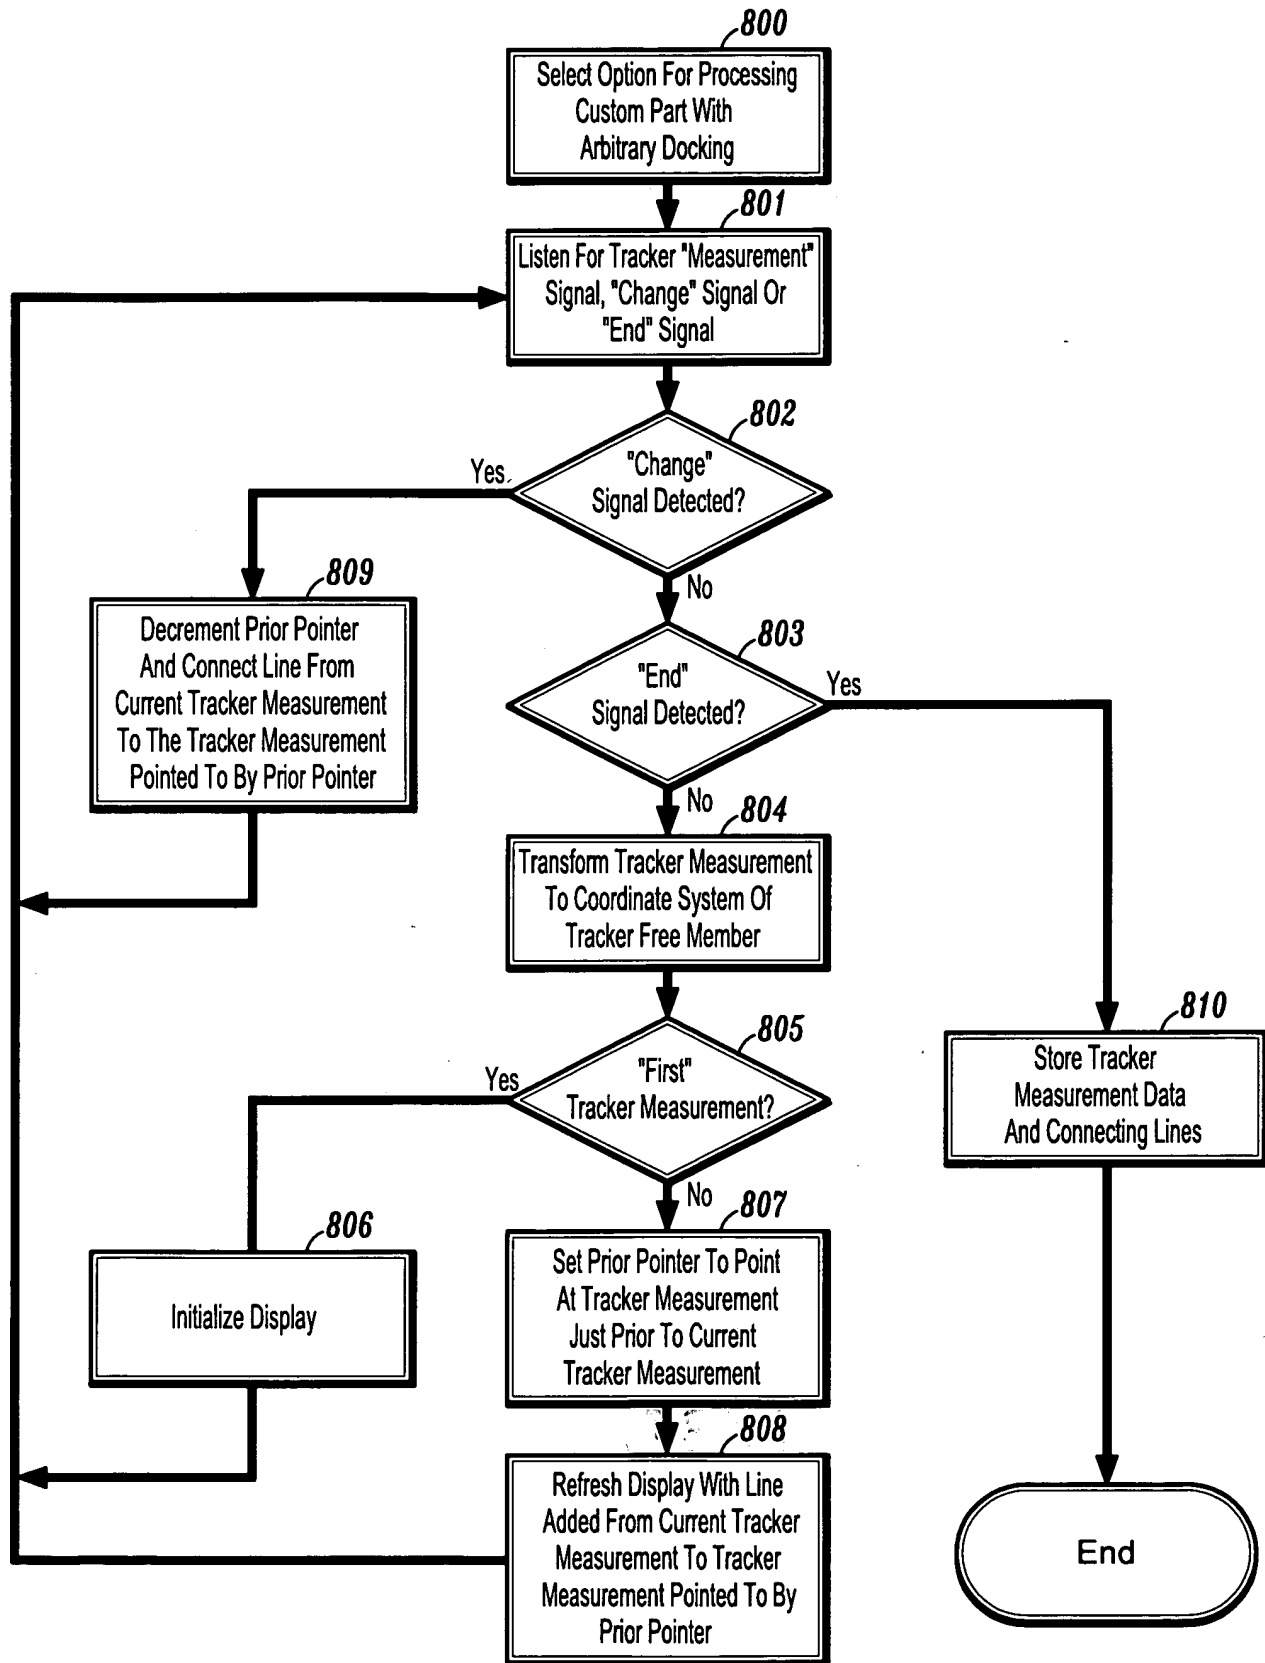 800
Select Option For Processing
Custom Part With
Arbitrary Docking
801
Listen For Tracker "Measurement"
Signal, "Change" Signal Or
"End" Signal
802
"Change"
Signal Detected?
Yes
No
809
Decrement Prior Pointer
And Connect Line From
Current Tracker Measurement
To The Tracker Measurement
Pointed To By Prior Pointer
803
"End"
Signal Detected?
Yes
No
804
Transform Tracker Measurement
To Coordinate System Of
Tracker Free Member
805
"First"
Tracker Measurement?
Yes
No
810
Store Tracker
Measurement Data
And Connecting Lines
806
Initialize Display
807
Set Prior Pointer To Point
At Tracker Measurement
Just Prior To Current
Tracker Measurement
808
Refresh Display With Line
Added From Current Tracker
Measurement To Tracker
Measurement Pointed To By
Prior Pointer
End